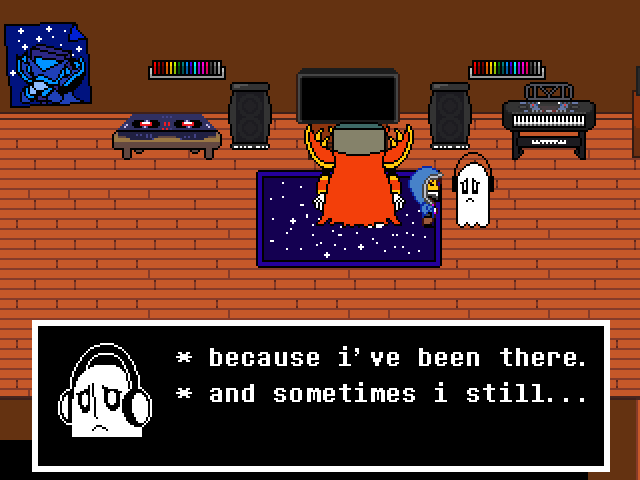 * because i've been there.
* and sometimes i still...